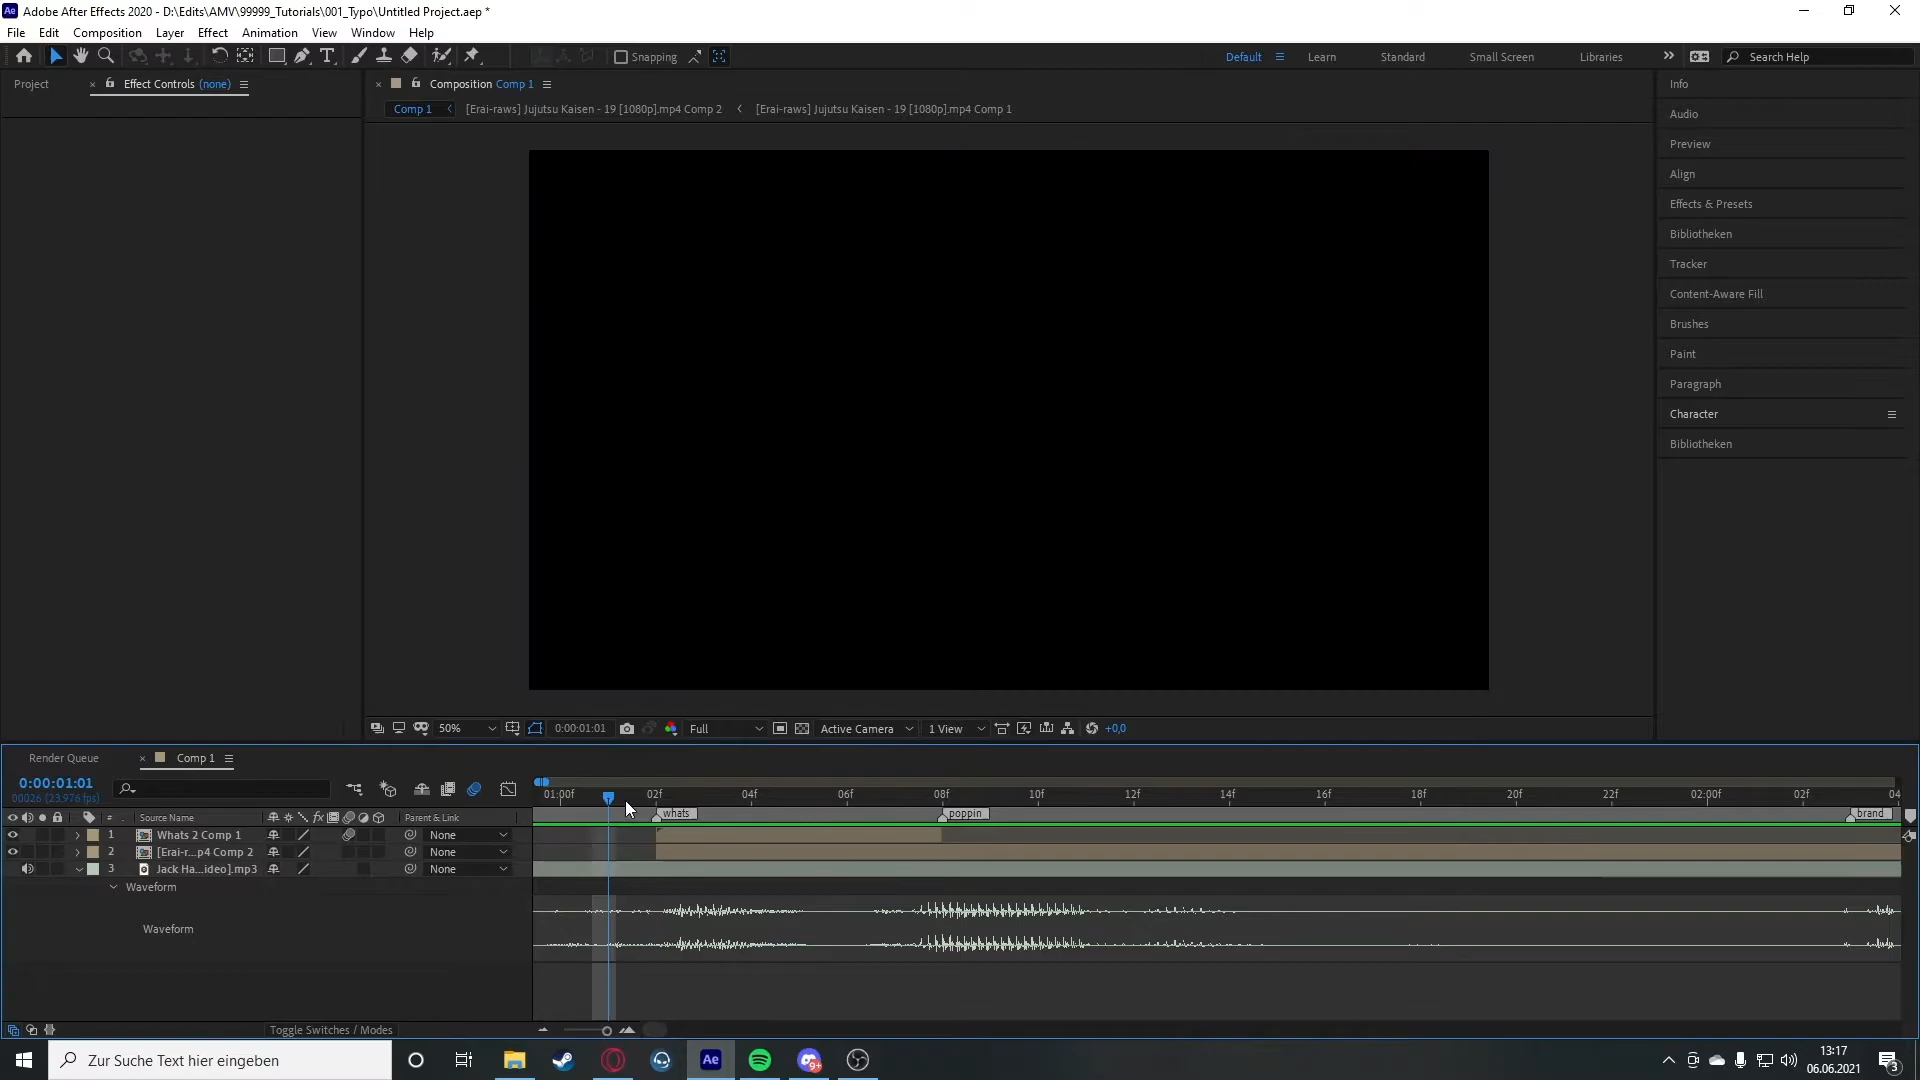 Ae Adobe After Effects 2020 - D:\Edits\AMV\99999_Tutorials\001_Typo\Untitled Project.aep *
File Edit Composition Layer Effect Animation View Window Help
Snapping Default Learn Standard Small Screen Libraries Search Help
Project Effect Controls (none) Composition Comp 1
Comp 1 [Erai-raws] Jujutsu Kaisen - 19 [1080p].mp4 Comp 2 [Erai-raws] Jujutsu Kaisen - 19 [1080p].mp4 Comp 1
Info
Audio
Preview
Align
Effects & Presets
Bibliotheken
Tracker
Content-Aware Fill
Brushes
Paint
Paragraph
Character
Bibliotheken
50% 0:00:01:01 Full Active Camera 1 View +0,0
Render Queue Comp 1
0:00:01:01
00026 (23.976 fps)
01:00f 02f 04f 06f 08f 10f 12f 14f 16f 18f 20f 22f 02:00f 02f 04
# Source Name fx Parent & Link whats poppin brand
1 Whats 2 Comp 1 None
2 [Erai-r...p4 Comp 2 None
3 Jack Ha...ideo].mp3 None
Waveform
Waveform
Toggle Switches / Modes
Zur Suche Text hier eingeben Ae 9+ 13:17
06.06.2021 3